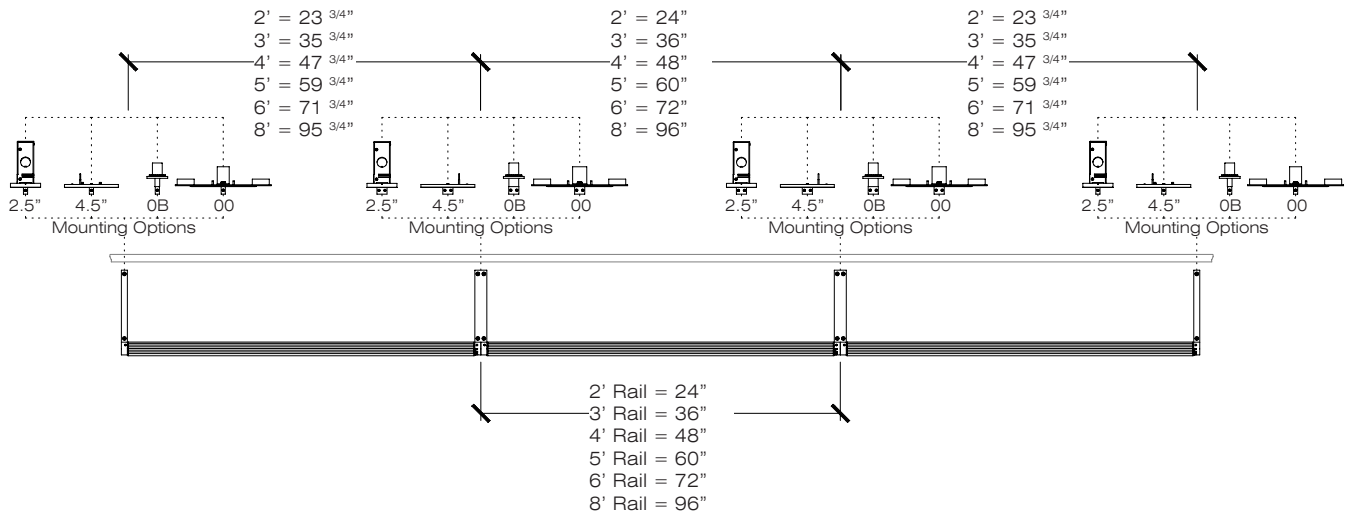 2’ = 23 3/4”
3’ = 35 3/4”
4’ = 47 3/4”
5’ = 59 3/4”
6’ = 71 3/4”
8’ = 95 3/4”
2’ = 24”
3’ = 36”
4’ = 48”
5’ = 60”
6’ = 72”
8’ = 96”
2’ = 23 3/4”
3’ = 35 3/4”
4’ = 47 3/4”
5’ = 59 3/4”
6’ = 71 3/4”
8’ = 95 3/4”
2.5” 4.5” 0B 00
Mounting Options
2.5” 4.5” 0B 00
Mounting Options
2.5” 4.5” 0B 00
Mounting Options
2.5” 4.5” 0B 00
Mounting Options
2’ Rail = 24”
3’ Rail = 36”
4’ Rail = 48”
5’ Rail = 60”
6’ Rail = 72”
8’ Rail = 96”